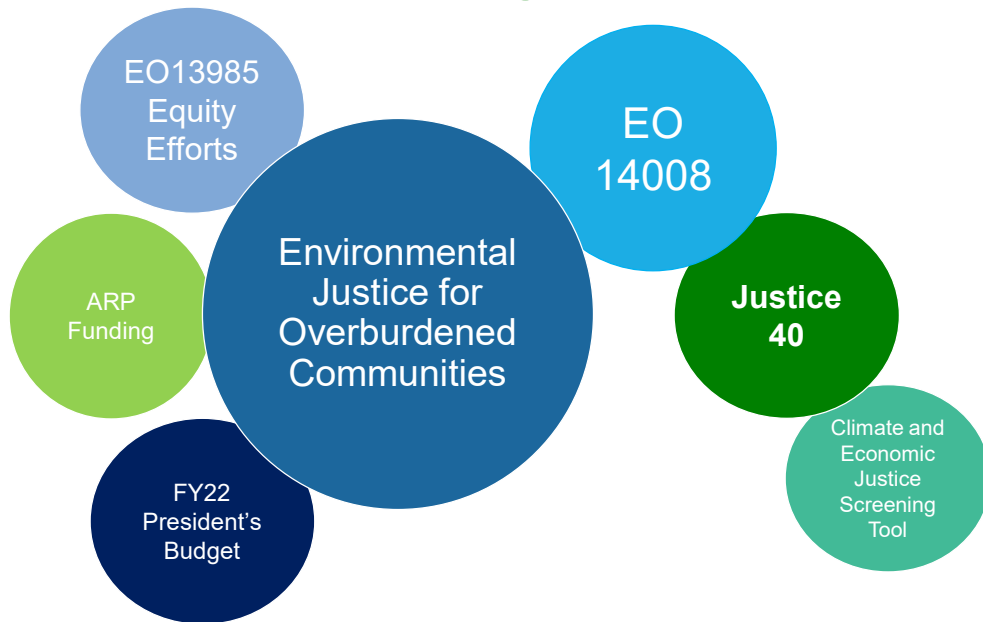 EO13985
Equity
Efforts
EO
14008
Environmental
Justice for
Overburdened
Communities
ARP
Funding
Justice
40
FY22
President’s
Budget
Climate and
Economic
Justice
Screening
Tool